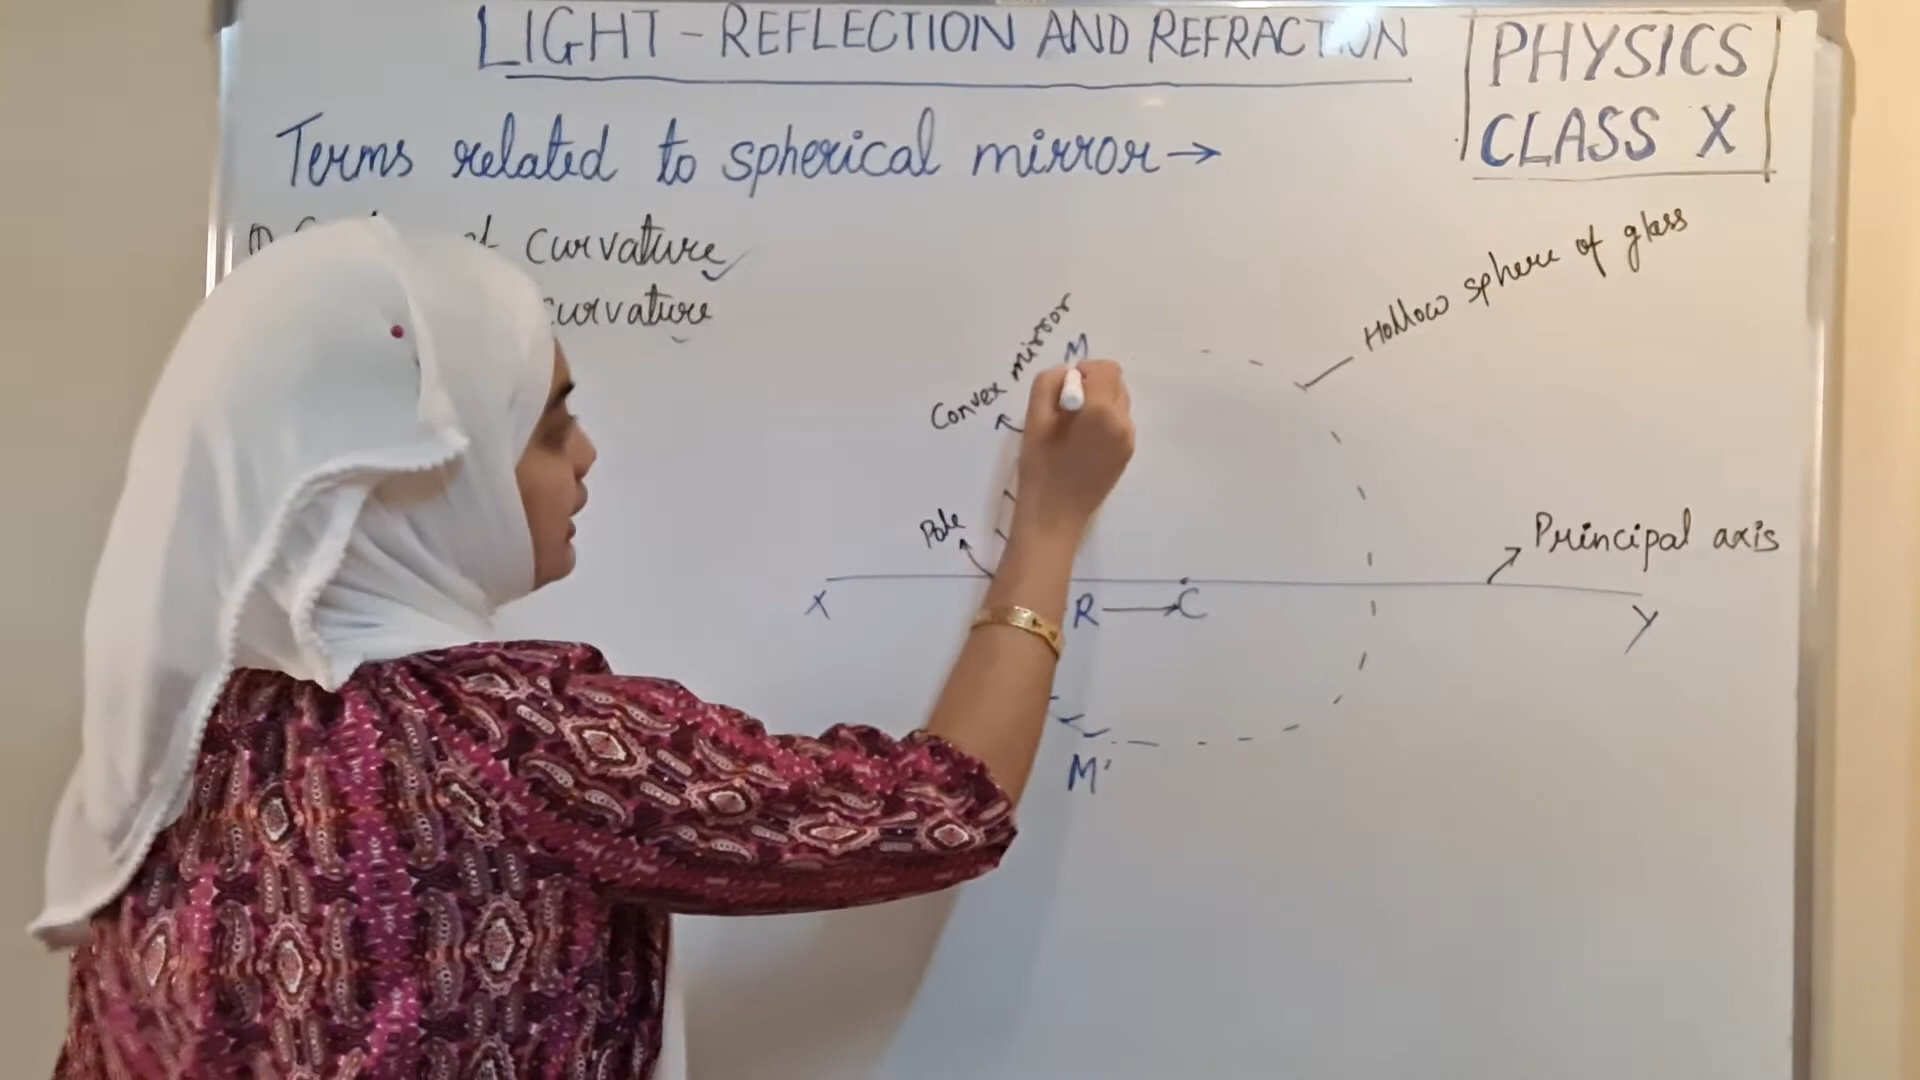 LIGHT - REFLECTION AND REFRACTION
PHYSICS
CLASS X
Terms related to spherical mirror →
curvature
curvature
Hollow sphere of glass
Convex mirror
M
Pole
Principal axis
X
R → C
Y
M'